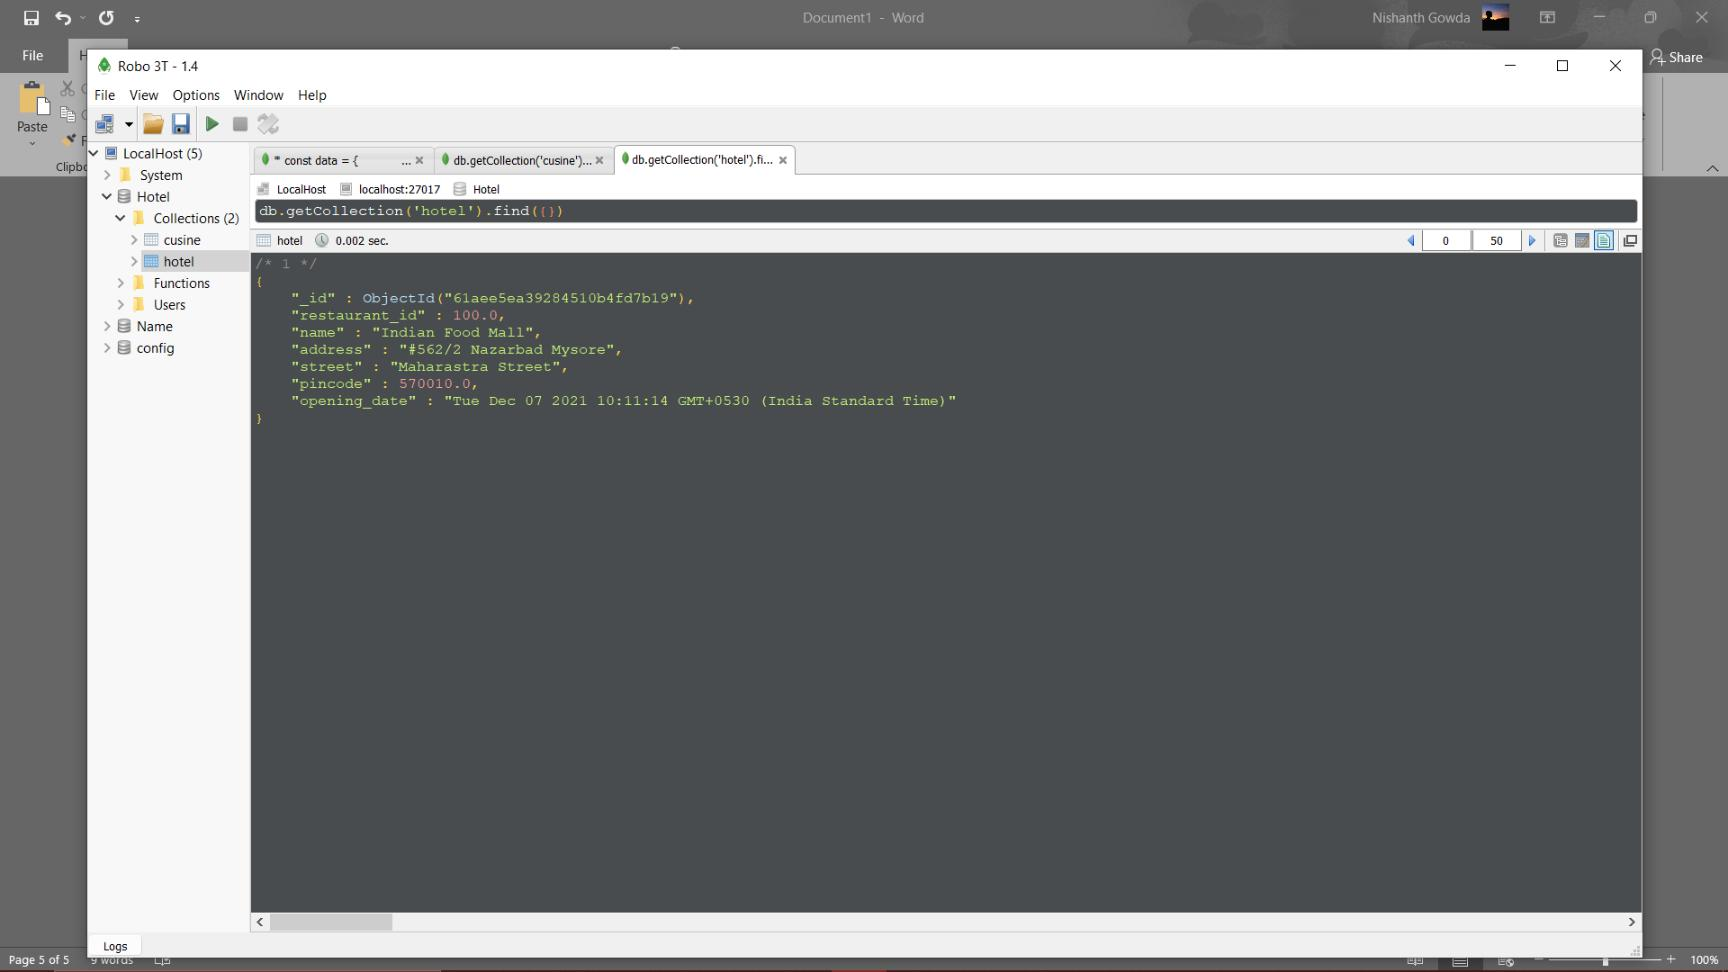 Document1 - Word
Nishanth Gowda
File
Share
Paste
Clipbo
Robo 3T - 1.4
File View Options Window Help
LocalHost (5)
System
Hotel
Collections (2)
cusine
hotel
Functions
Users
Name
config
* const data = { ...
db.getCollection('cusine')...
db.getCollection('hotel').fi...
LocalHost localhost:27017 Hotel
db.getCollection('hotel').find({})
hotel 0.002 sec.
0 50
/* 1 */
{
"_id" : ObjectId("61aee5ea39284510b4fd7b19"),
"restaurant_id" : 100.0,
"name" : "Indian Food Mall",
"address" : "#562/2 Nazarbad Mysore",
"street" : "Maharastra Street",
"pincode" : 570010.0,
"opening_date" : "Tue Dec 07 2021 10:11:14 GMT+0530 (India Standard Time)"
}
Logs
Page 5 of 5 9 words
100%